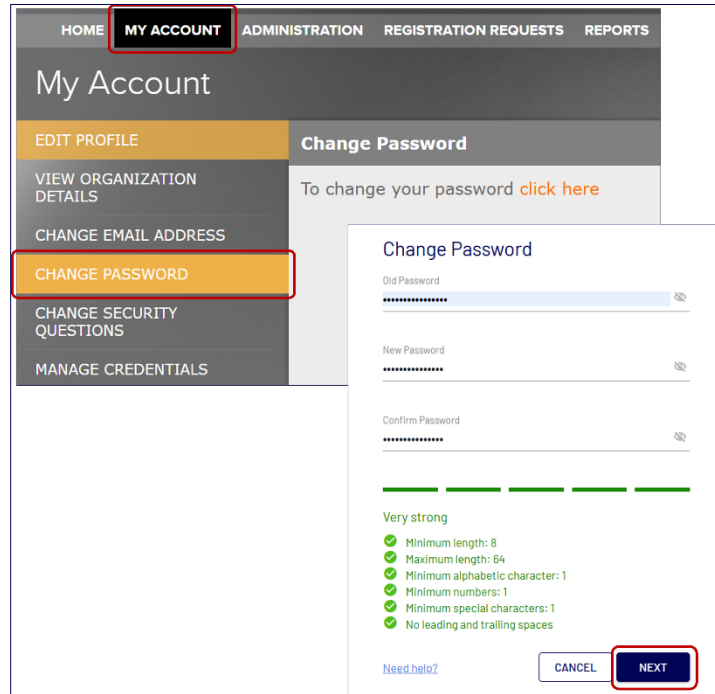 HOME MY ACCOUNT ADMINISTRATION REGISTRATION REQUESTS REPORTS
My Account
EDIT PROFILE
VIEW ORGANIZATION
DETAILS
CHANGE EMAIL ADDRESS
CHANGE PASSWORD
CHANGE SECURITY
QUESTIONS
MANAGE CREDENTIALS
Change Password
To change your password click here
Change Password
Old Password
••••••••••••••••
New Password
•••••••••••••••
Confirm Password
•••••••••••••••
Very strong
Minimum length: 8
Maximum length: 64
Minimum alphabetic character: 1
Minimum numbers: 1
Minimum special characters: 1
No leading and trailing spaces
Need help? CANCEL NEXT